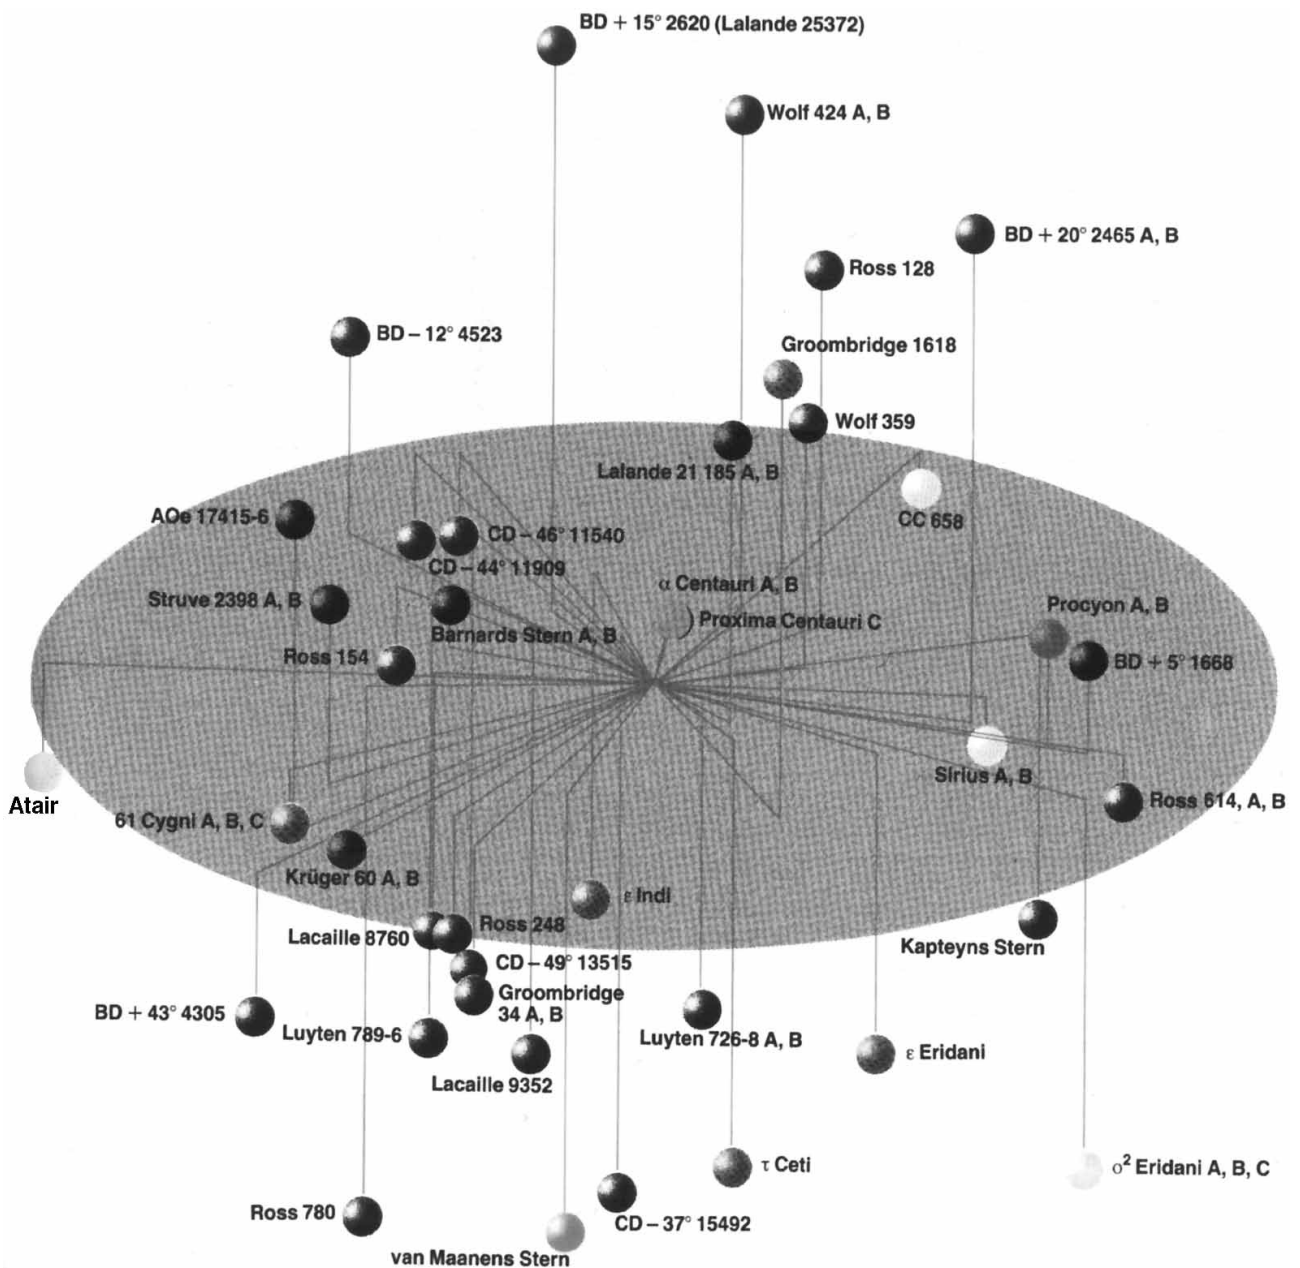 BD + 15° 2620 (Lalande 25372)
Wolf 424 A, B
BD + 20° 2465 A, B
Ross 128
BD – 12° 4523
Groombridge 1618
Wolf 359
Lalande 21 185 A, B
AOe 17415-6
CD – 46° 11540
CC 658
CD – 44° 11909
α Centauri A, B
Struve 2398 A, B
Procyon A, B
Proxima Centauri C
Barnards Stern A, B
Ross 154
BD + 5° 1668
Sirius A, B
Atair
Ross 614, A, B
61 Cygni A, B, C
Krüger 60 A, B
ε Indi
Ross 248
Lacaille 8760
Kapteyns Stern
CD – 49° 13515
Groombridge
34 A, B
BD + 43° 4305
Luyten 789-6
Luyten 726-8 A, B
ε Eridani
Lacaille 9352
τ Ceti
ο² Eridani A, B, C
Ross 780
CD – 37° 15492
van Maanens Stern